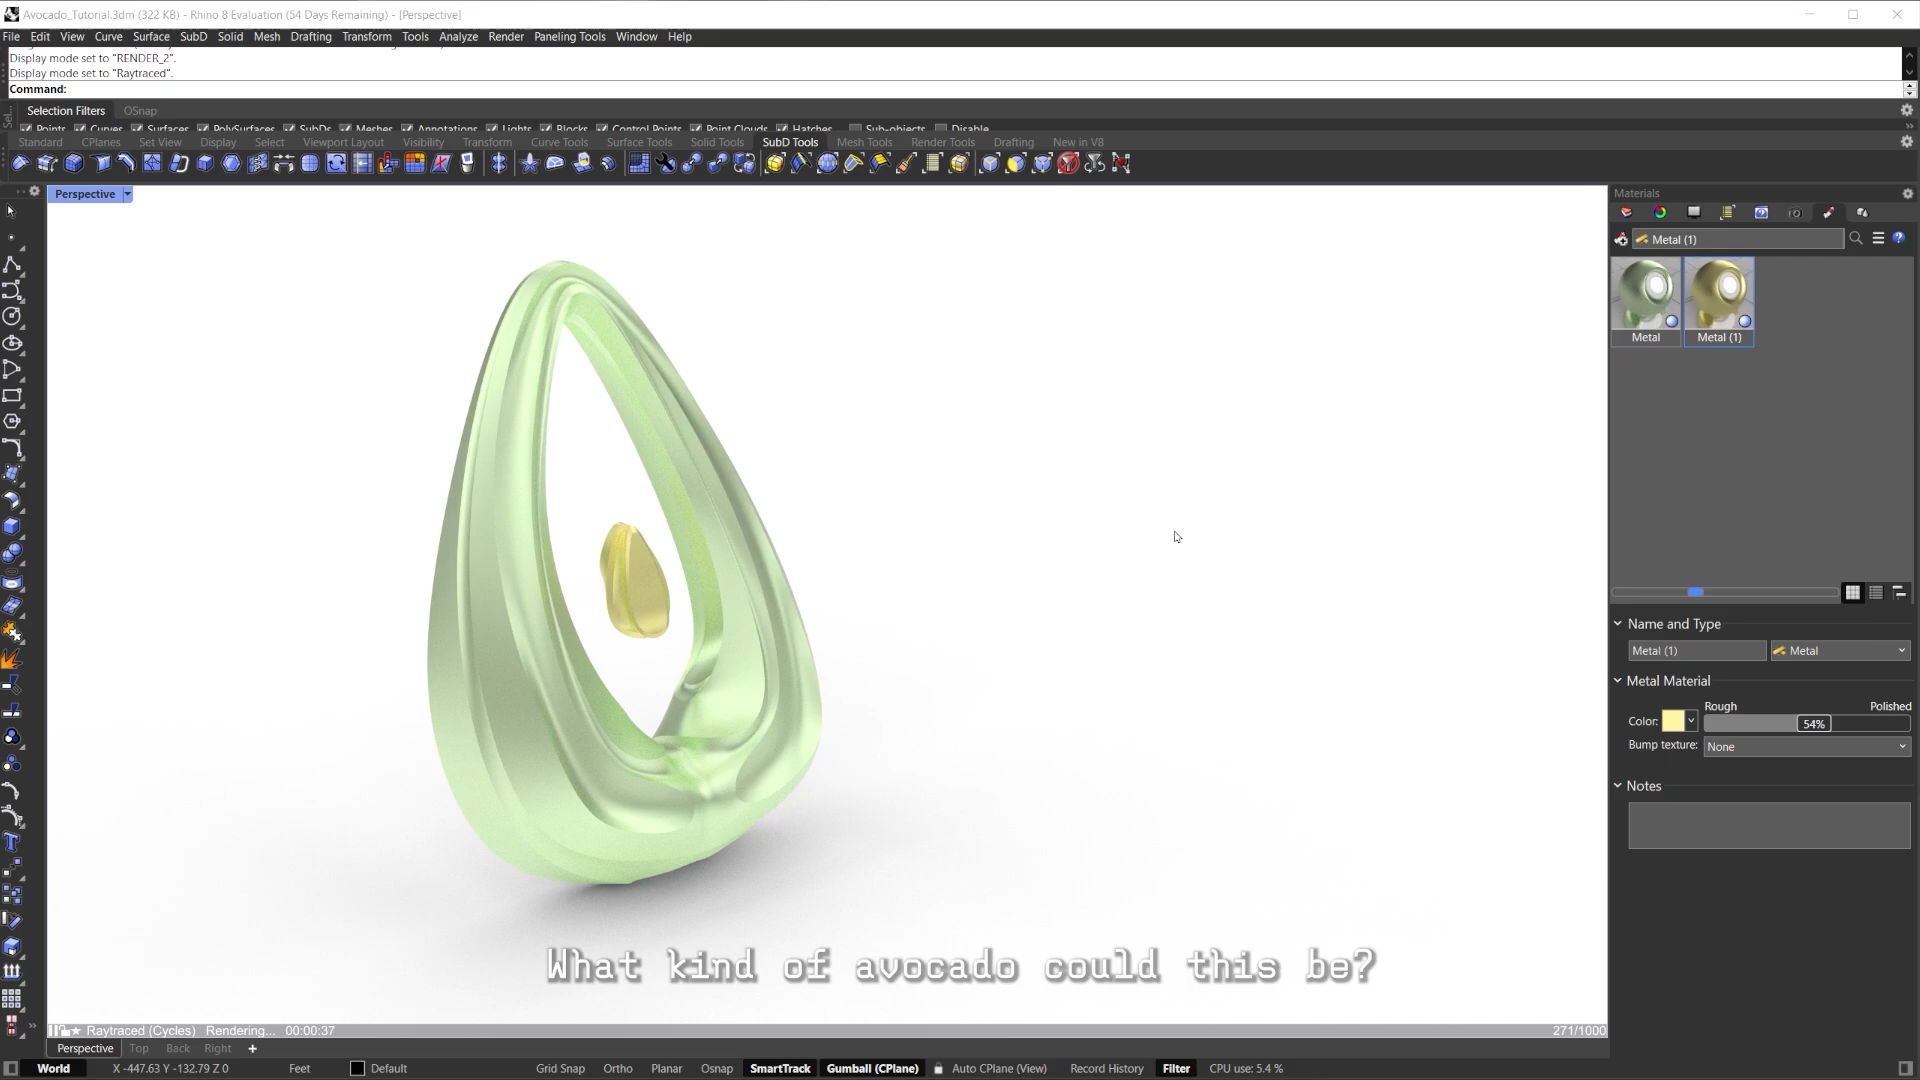 Avocado_Tutorial.3dm (322 KB) - Rhino 8 Evaluation (54 Days Remaining) - [Perspective]
File Edit View Curve Surface SubD Solid Mesh Drafting Transform Tools Analyze Render Paneling Tools Window Help
Display mode set to "RENDER_2".
Display mode set to "Raytraced".
Command:
Selection Filters OSnap
Points Curves Surfaces PolySurfaces SubDs Meshes Annotations Lights Blocks Control Points Point Clouds Hatches Sub-objects Disable
Standard CPlanes Set View Display Select Viewport Layout Visibility Transform Curve Tools Surface Tools Solid Tools SubD Tools Mesh Tools Render Tools Drafting New in V8
Perspective
Materials
Metal (1)
Metal Metal (1)
Name and Type
Metal (1) Metal
Metal Material
Rough Polished
Color: 54%
Bump texture: None
Notes
What kind of avocado could this be?
Raytraced (Cycles) Rendering... 00:00:37 271/1000
Perspective Top Back Right +
World X -447.63 Y -132.79 Z 0 Feet Default Grid Snap Ortho Planar Osnap SmartTrack Gumball (CPlane) Auto CPlane (View) Record History Filter CPU use: 5.4 %